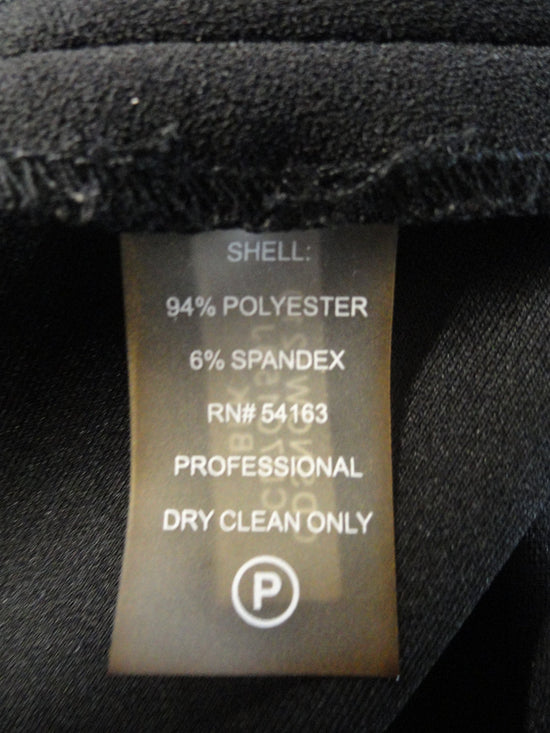 SHELL:
94% POLYESTER
6% SPANDEX
RN# 54163
PROFESSIONAL
DRY CLEAN ONLY
P